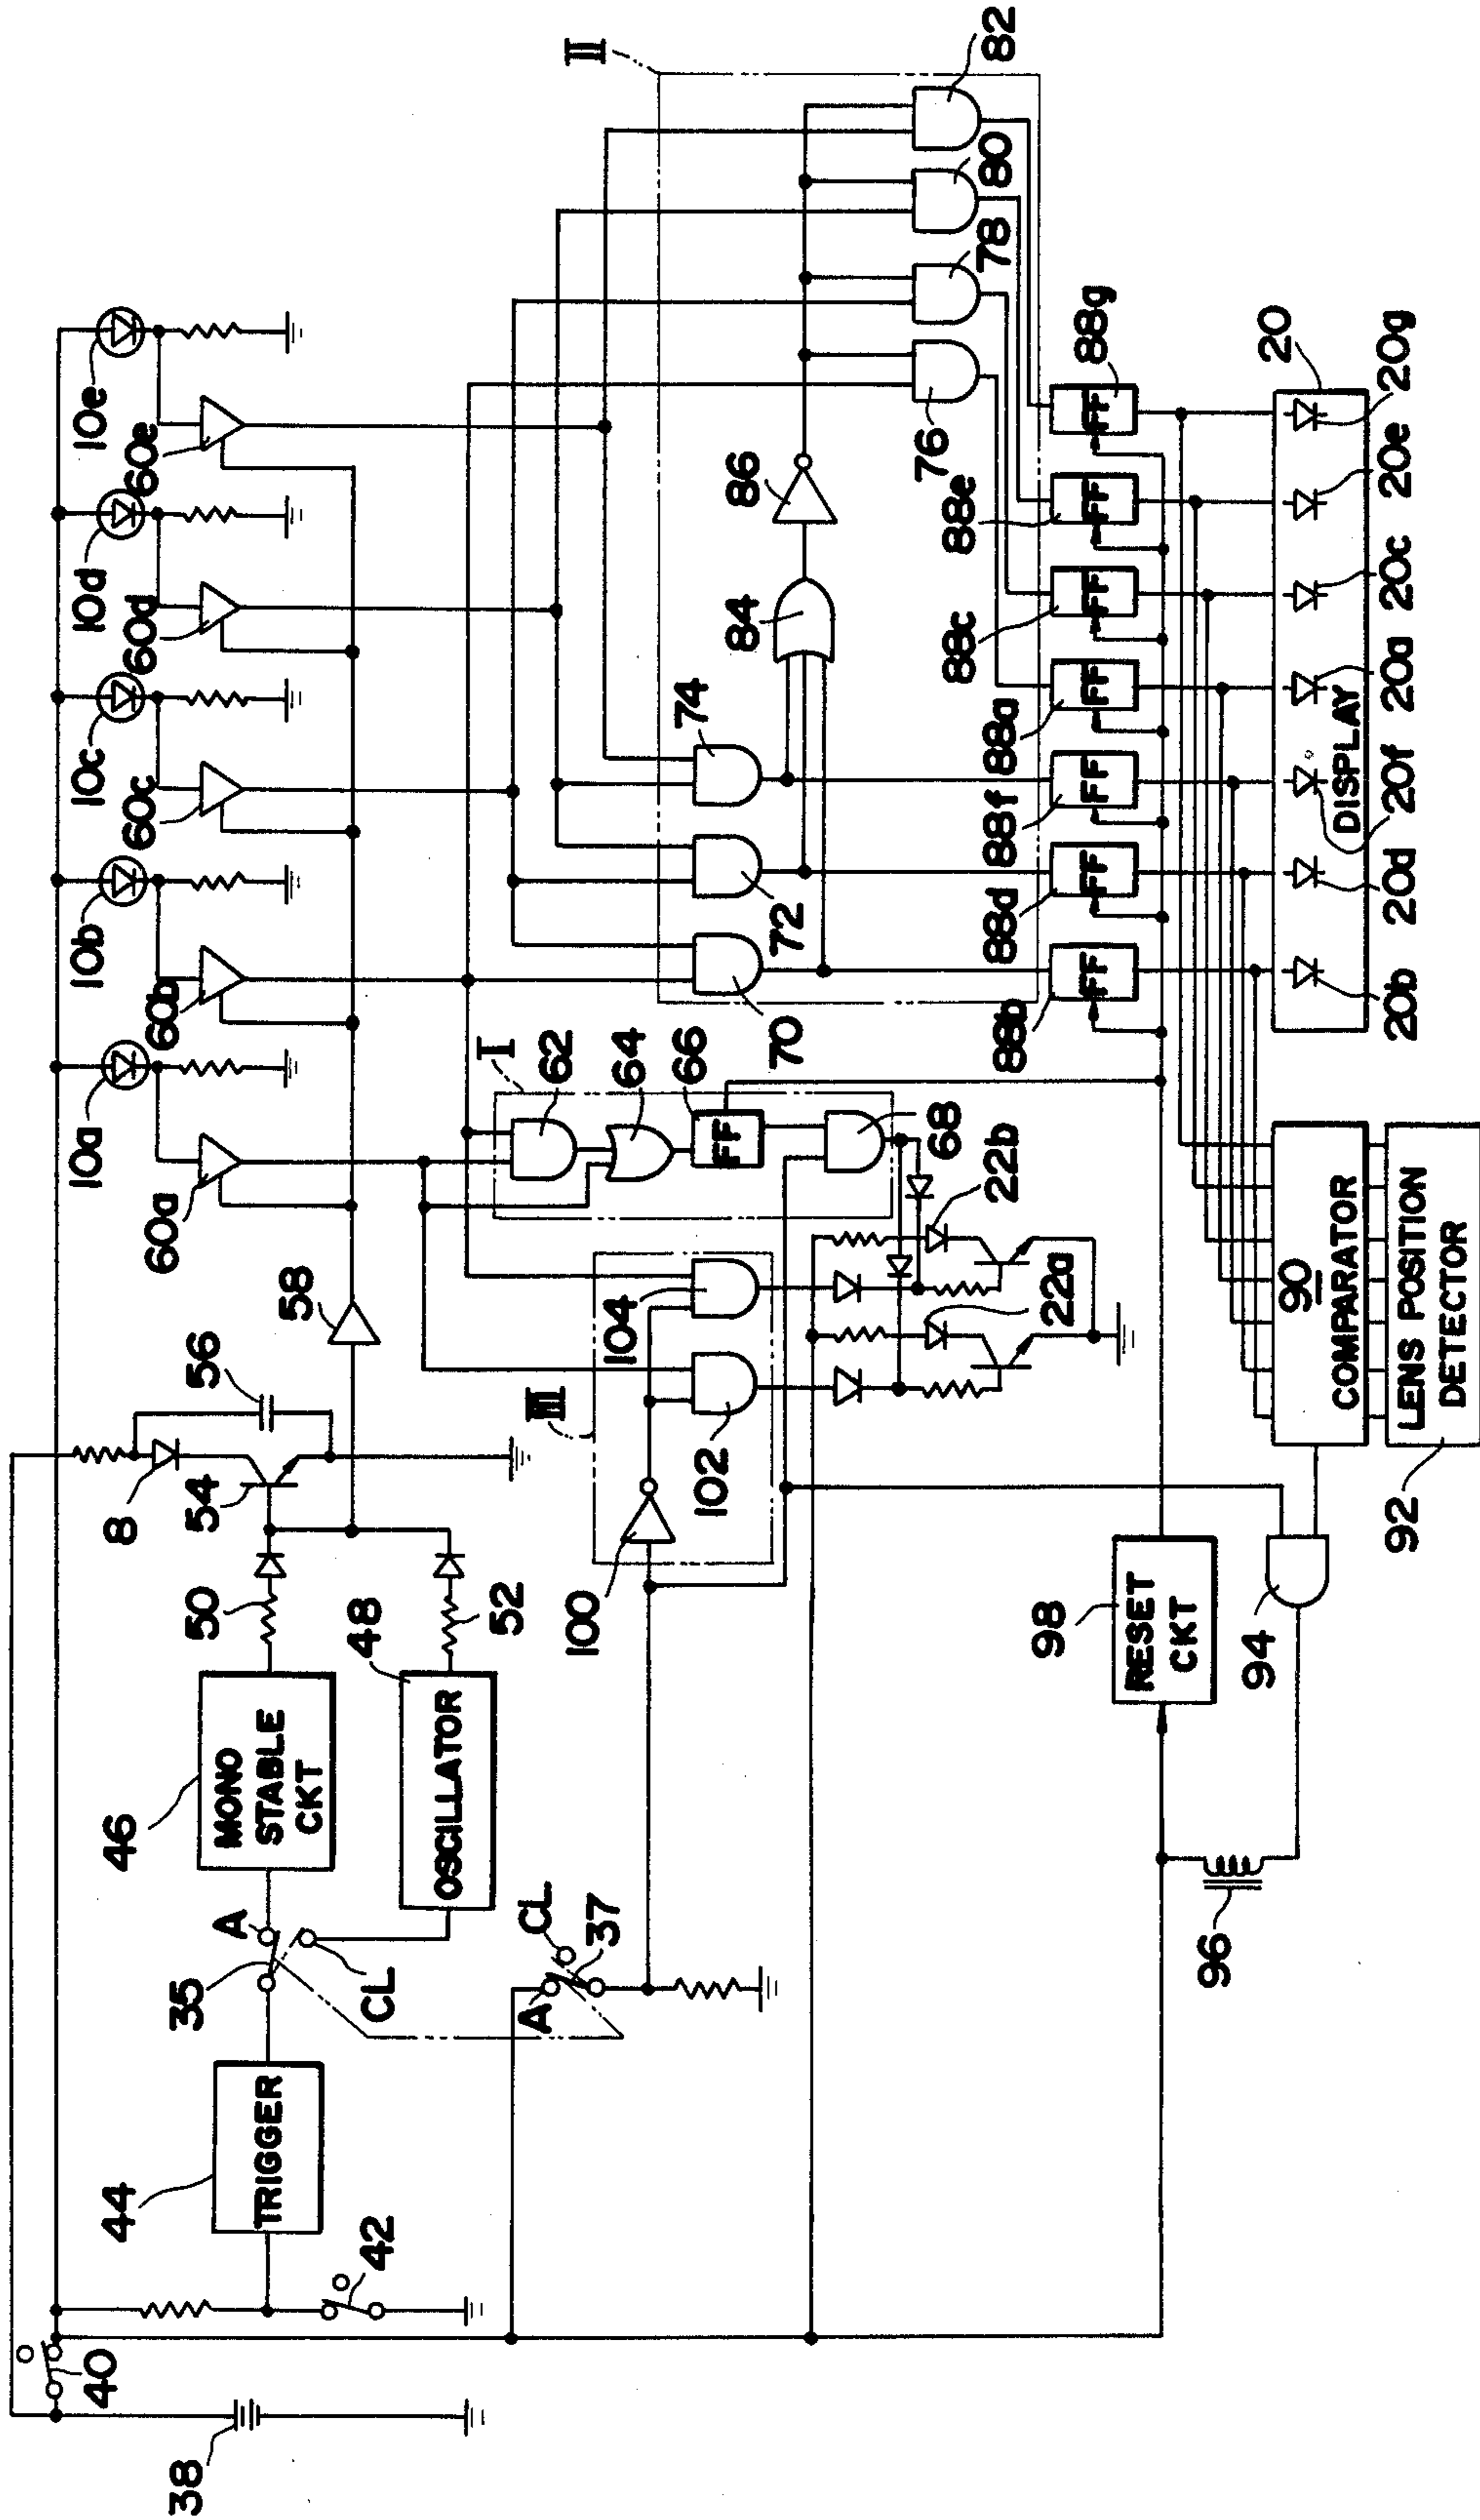 38
40
42
44
TRIGGER
35
A
CL
46
MONO
STABLE
CKT
48
OSCILLATOR
50
52
8
54
56
58
A
CL
37
10a
10b
10c
10d
10e
60a
60b
60c
60d
60e
I
62
64
66
FF
68
II
70
72
74
76
78
80
82
84
86
III
100
102
104
22a
22b
88b
88d
88f
88a
88c
88e
88g
FF
FF
FF
FF
FF
FF
FF
20
DISPLAY
20b
20d
20f
20a
20c
20e
20g
90
COMPARATOR
LENS POSITION
DETECTOR
92
94
96
98
RESET
CKT